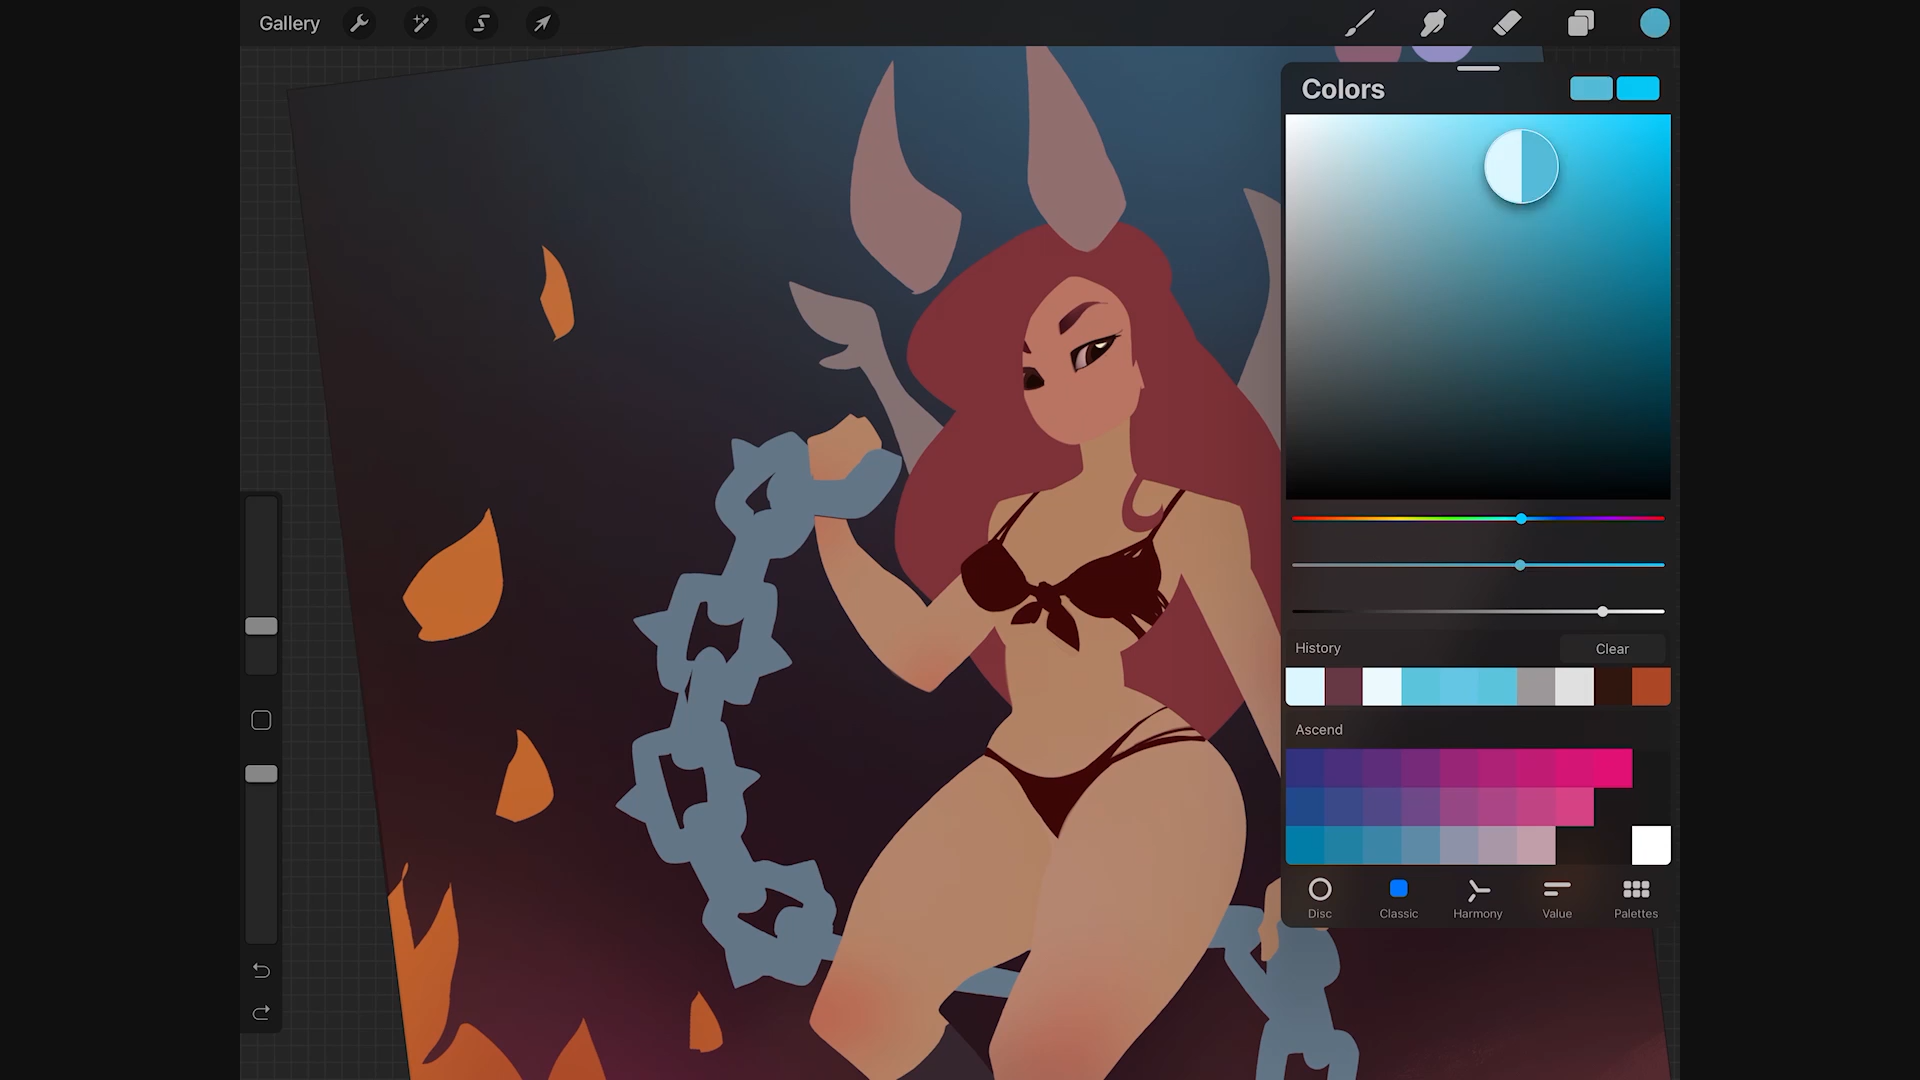 Gallery
Colors
History
Clear
Ascend
Disc
Classic
Harmony
Value
Palettes